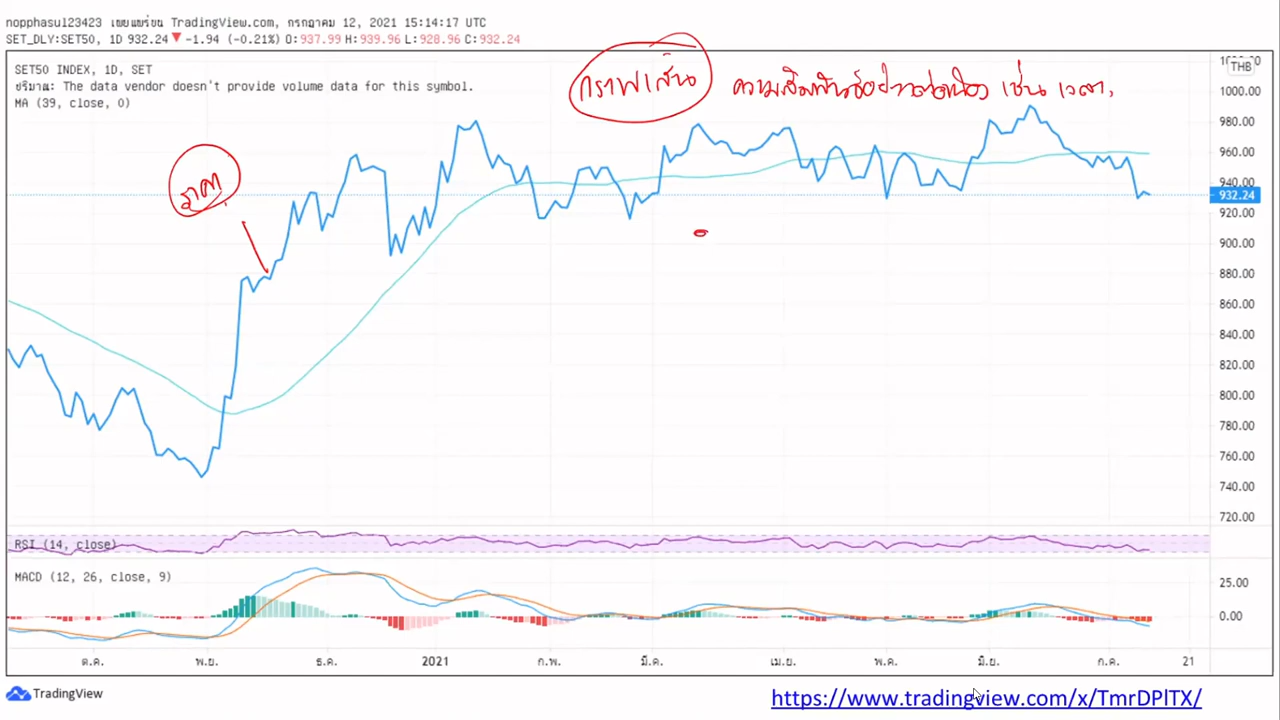 nopphasu123423 เผยแพร่บน TradingView.com, กรกฎาคม 12, 2021 15:14:17 UTC
SET_DLY:SET50, 1D 932.24 ▼ -1.94 (-0.21%) O:937.99 H:939.96 L:928.96 C:932.24
SET50 INDEX, 1D, SET
ปริมาณ: The data vendor doesn't provide volume data for this symbol.
MA (39, close, 0)
กราฟเส้น
เช่น เวลา
ราคา
THB
1000.00
980.00
960.00
940.00
932.24
920.00
900.00
880.00
860.00
840.00
820.00
800.00
780.00
760.00
740.00
720.00
RSI (14, close)
MACD (12, 26, close, 9)
25.00
0.00
ต.ค. พ.ย. ธ.ค. 2021 ก.พ. มี.ค. เม.ย. พ.ค. มิ.ย. ก.ค. 21
TradingView
https://www.tradingview.com/x/TmrDPlTX/